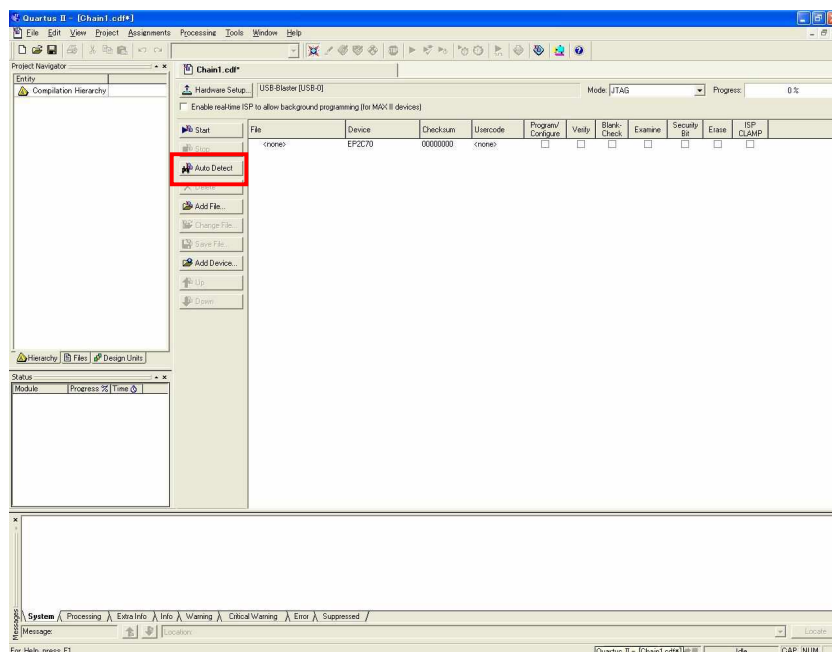 Quartus II - [Chain1.cdf*]
File Edit View Project Assignments Processing Tools Window Help
Project Navigator
Entity
Compilation Hierarchy
Hierarchy Files Design Units
Status
Module Progress % Time
Chain1.cdf*
Hardware Setup... USB-Blaster [USB-0] Mode: JTAG Progress: 0 %
Enable real-time ISP to allow background programming (for MAX II devices)
Start
Stop
Auto Detect
Delete
Add File...
Change File...
Save File...
Add Device...
Up
Down
File Device Checksum Usercode Program/Configure Verify Blank-Check Examine Security Bit Erase ISP CLAMP
<none> EP2C70 00000000 <none>
Messages
System Processing Extra Info Info Warning Critical Warning Error Suppressed
Message: Location: Locate
For Help, press F1 Quartus II - [Chain1.cdf*] Idle CAP NUM